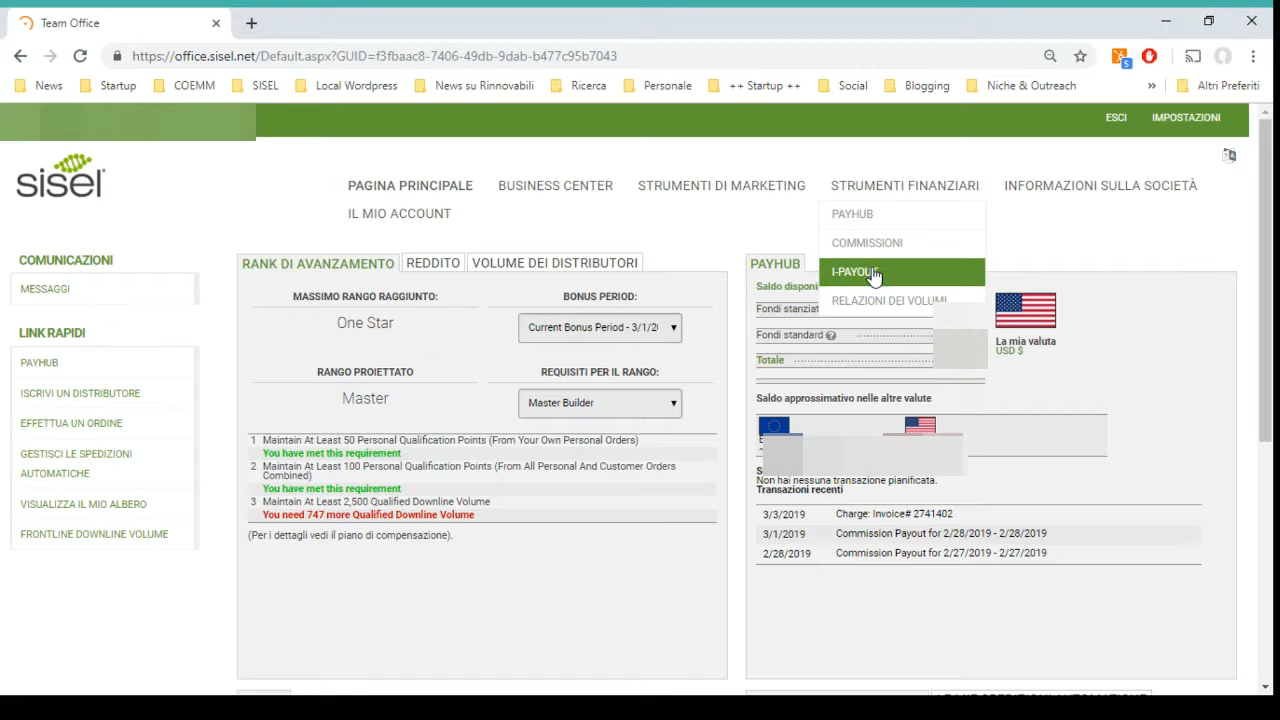 Team Office
https://office.sisel.net/Default.aspx?GUID=f3fbaac8-7406-49db-9dab-b477c95b7043
5
News
Startup
COEMM
SISEL
Local Wordpress
News su Rinnovabili
Ricerca
Personale
++ Startup ++
Social
Blogging
Niche & Outreach
»
Altri Preferiti
ESCI
IMPOSTAZIONI
sisel
PAGINA PRINCIPALE
BUSINESS CENTER
STRUMENTI DI MARKETING
STRUMENTI FINANZIARI
INFORMAZIONI SULLA SOCIETÀ
IL MIO ACCOUNT
PAYHUB
COMMISSIONI
I-PAYOUT
RELAZIONI DEI VOLUMI
COMUNICAZIONI
MESSAGGI
LINK RAPIDI
PAYHUB
ISCRIVI UN DISTRIBUTORE
EFFETTUA UN ORDINE
GESTISCI LE SPEDIZIONI
AUTOMATICHE
VISUALIZZA IL MIO ALBERO
FRONTLINE DOWNLINE VOLUME
RANK DI AVANZAMENTO
REDDITO
VOLUME DEI DISTRIBUTORI
MASSIMO RANGO RAGGIUNTO:
One Star
BONUS PERIOD:
Current Bonus Period - 3/1/2
RANGO PROIETTATO
Master
REQUISITI PER IL RANGO:
Master Builder
1 Maintain At Least 50 Personal Qualification Points (From Your Own Personal Orders)
You have met this requirement
2 Maintain At Least 100 Personal Qualification Points (From All Personal And Customer Orders
Combined)
You have met this requirement
3 Maintain At Least 2,500 Qualified Downline Volume
You need 747 more Qualified Downline Volume
(Per i dettagli vedi il piano di compensazione).
PAYHUB
Saldo disponi
Fondi stanziat
Fondi standard
Totale
La mia valuta
USD $
Saldo approssimativo nelle altre valute
Non hai nessuna transazione pianificata.
Transazioni recenti
3/3/2019 Charge: Invoice# 2741402
3/1/2019 Commission Payout for 2/28/2019 - 2/28/2019
2/28/2019 Commission Payout for 2/27/2019 - 2/27/2019